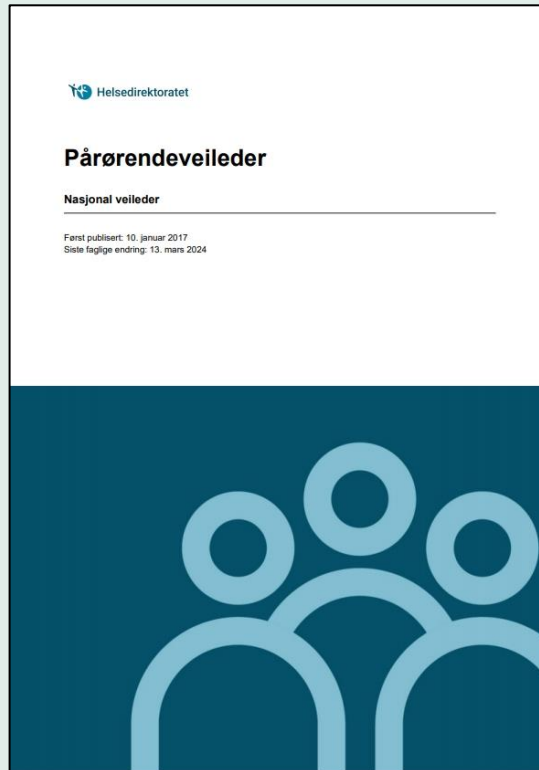 Helsedirektoratet
Pårørendeveileder
Nasjonal veileder
Først publisert: 10. januar 2017
Siste faglige endring: 13. mars 2024